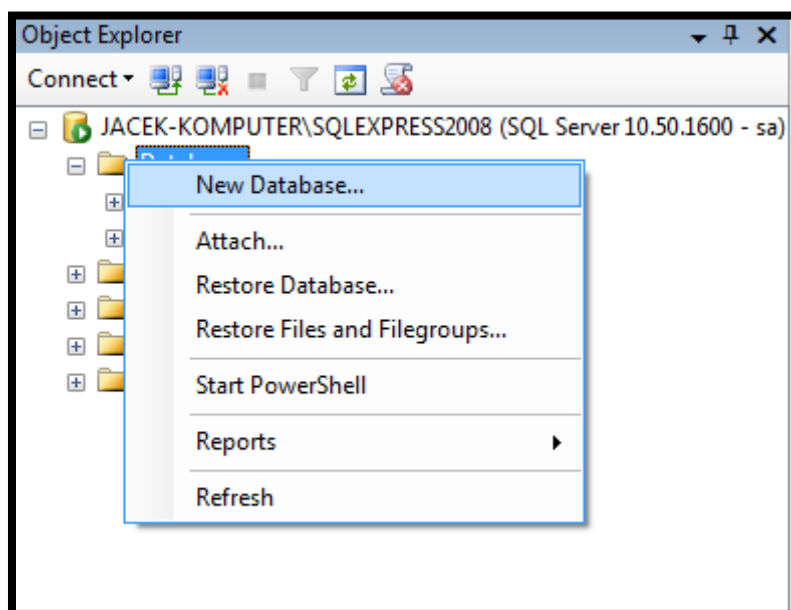 Object Explorer
Connect
JACEK-KOMPUTER\SQLEXPRESS2008 (SQL Server 10.50.1600 - sa)
New Database...
Attach...
Restore Database...
Restore Files and Filegroups...
Start PowerShell
Reports
Refresh